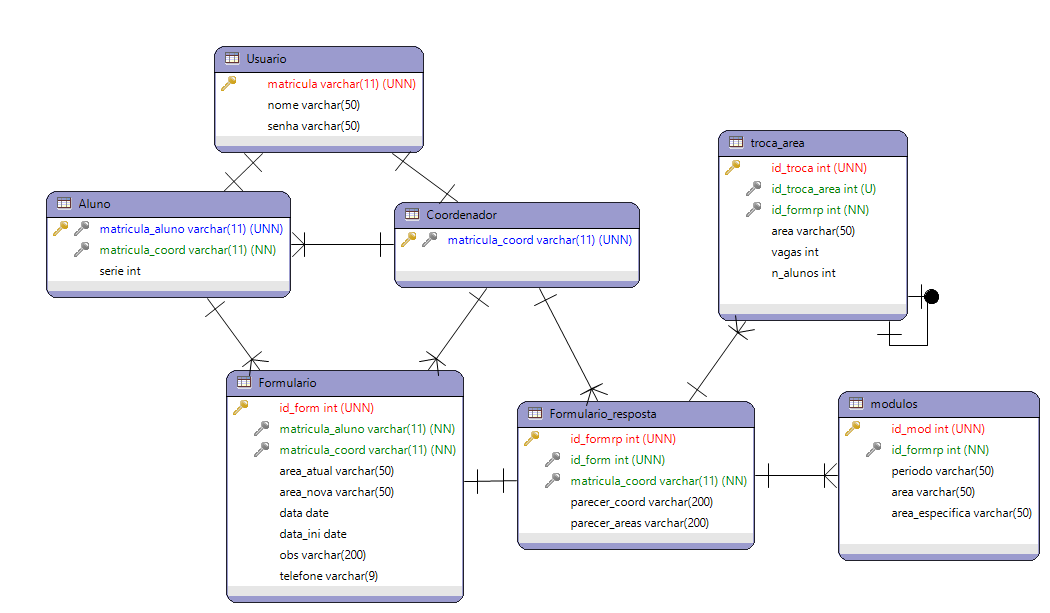 Usuario
matricula varchar(11) (UNN)
nome varchar(50)
senha varchar(50)
Aluno
matricula_aluno varchar(11) (UNN)
matricula_coord varchar(11) (NN)
serie int
Coordenador
matricula_coord varchar(11) (UNN)
troca_area
id_troca int (UNN)
id_troca_area int (U)
id_formrp int (NN)
area varchar(50)
vagas int
n_alunos int
Formulario
id_form int (UNN)
matricula_aluno varchar(11) (NN)
matricula_coord varchar(11) (NN)
area_atual varchar(50)
area_nova varchar(50)
data date
data_ini date
obs varchar(200)
telefone varchar(9)
Formulario_resposta
id_formrp int (UNN)
id_form int (UNN)
matricula_coord varchar(11) (NN)
parecer_coord varchar(200)
parecer_areas varchar(200)
modulos
id_mod int (UNN)
id_formrp int (NN)
periodo varchar(50)
area varchar(50)
area_especifica varchar(50)